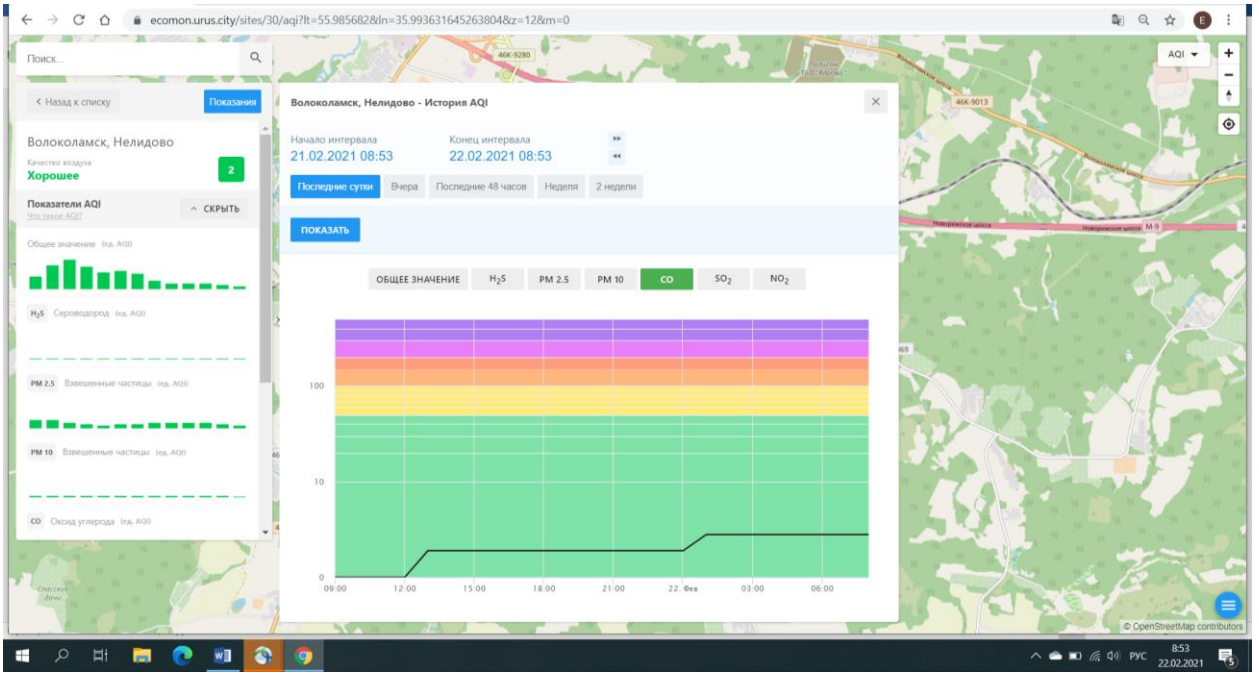 ecomon.urus.city/sites/30/aqi?lt=55.985682&ln=35.993631645263804&z=12&m=0
E
Поиск...
46К-9280
AQI
+
−
Назад к списку
Показания
Волоколамск, Нелидово - История AQI
×
46К-9013
Волоколамск, Нелидово
Качество воздуха
Хорошее
2
Начало интервала
Конец интервала
21.02.2021 08:53
22.02.2021 08:53
Последние сутки
Вчера
Последние 48 часов
Неделя
2 недели
Показатели AQI
Что такое AQI?
СКРЫТЬ
ПОКАЗАТЬ
Новорижское шоссе
Новорижское шоссе
М-9
Общее значение (ед. AQI)
ОБЩЕЕ ЗНАЧЕНИЕ
H₂S
PM 2.5
PM 10
CO
SO₂
NO₂
H₂S Сероводород (ед. AQI)
PM 2.5 Взвешенные частицы (ед. AQI)
PM 10 Взвешенные частицы (ед. AQI)
CO Оксид углерода (ед. AQI)
100
10
0
09:00
12:00
15:00
18:00
21:00
22. Фев
03:00
06:00
© OpenStreetMap contributors
РУС
8:53
22.02.2021
5